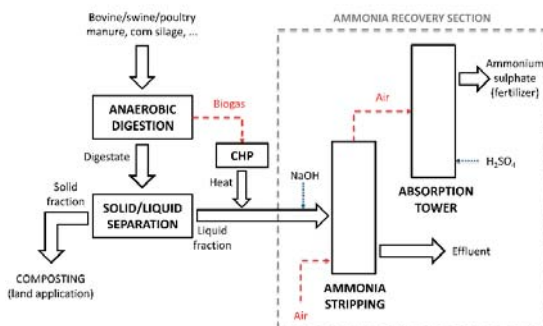 AMMONIA RECOVERY SECTION
Bovine/swine/poultry
manure, corn silage, ...
ANAEROBIC
DIGESTION
Biogas
Air
Ammonium
sulphate
(fertilizer)
Digestate
CHP
Heat
NaOH
H₂SO₄
ABSORPTION
TOWER
Solid
fraction
SOLID/LIQUID
SEPARATION
Liquid
fraction
Effluent
COMPOSTING
(land application)
AMMONIA
STRIPPING
Air